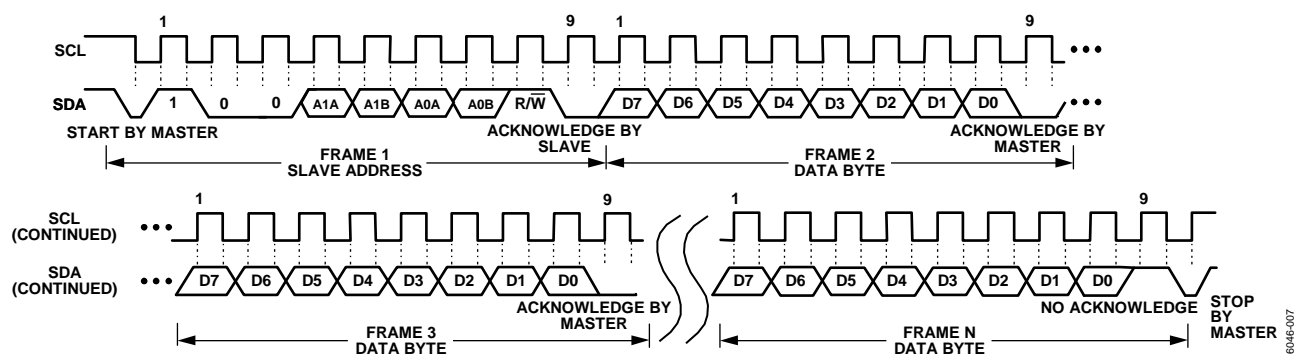 1 9 1 9
SCL
SDA 1 0 0 A1A A1B A0A A0B R/W̅ D7 D6 D5 D4 D3 D2 D1 D0
START BY MASTER ACKNOWLEDGE BY SLAVE ACKNOWLEDGE BY MASTER
FRAME 1 SLAVE ADDRESS FRAME 2 DATA BYTE
1 9 1 9
SCL (CONTINUED)
SDA (CONTINUED) D7 D6 D5 D4 D3 D2 D1 D0 D7 D6 D5 D4 D3 D2 D1 D0
ACKNOWLEDGE BY MASTER NO ACKNOWLEDGE STOP BY MASTER
FRAME 3 DATA BYTE FRAME N DATA BYTE
6046-007